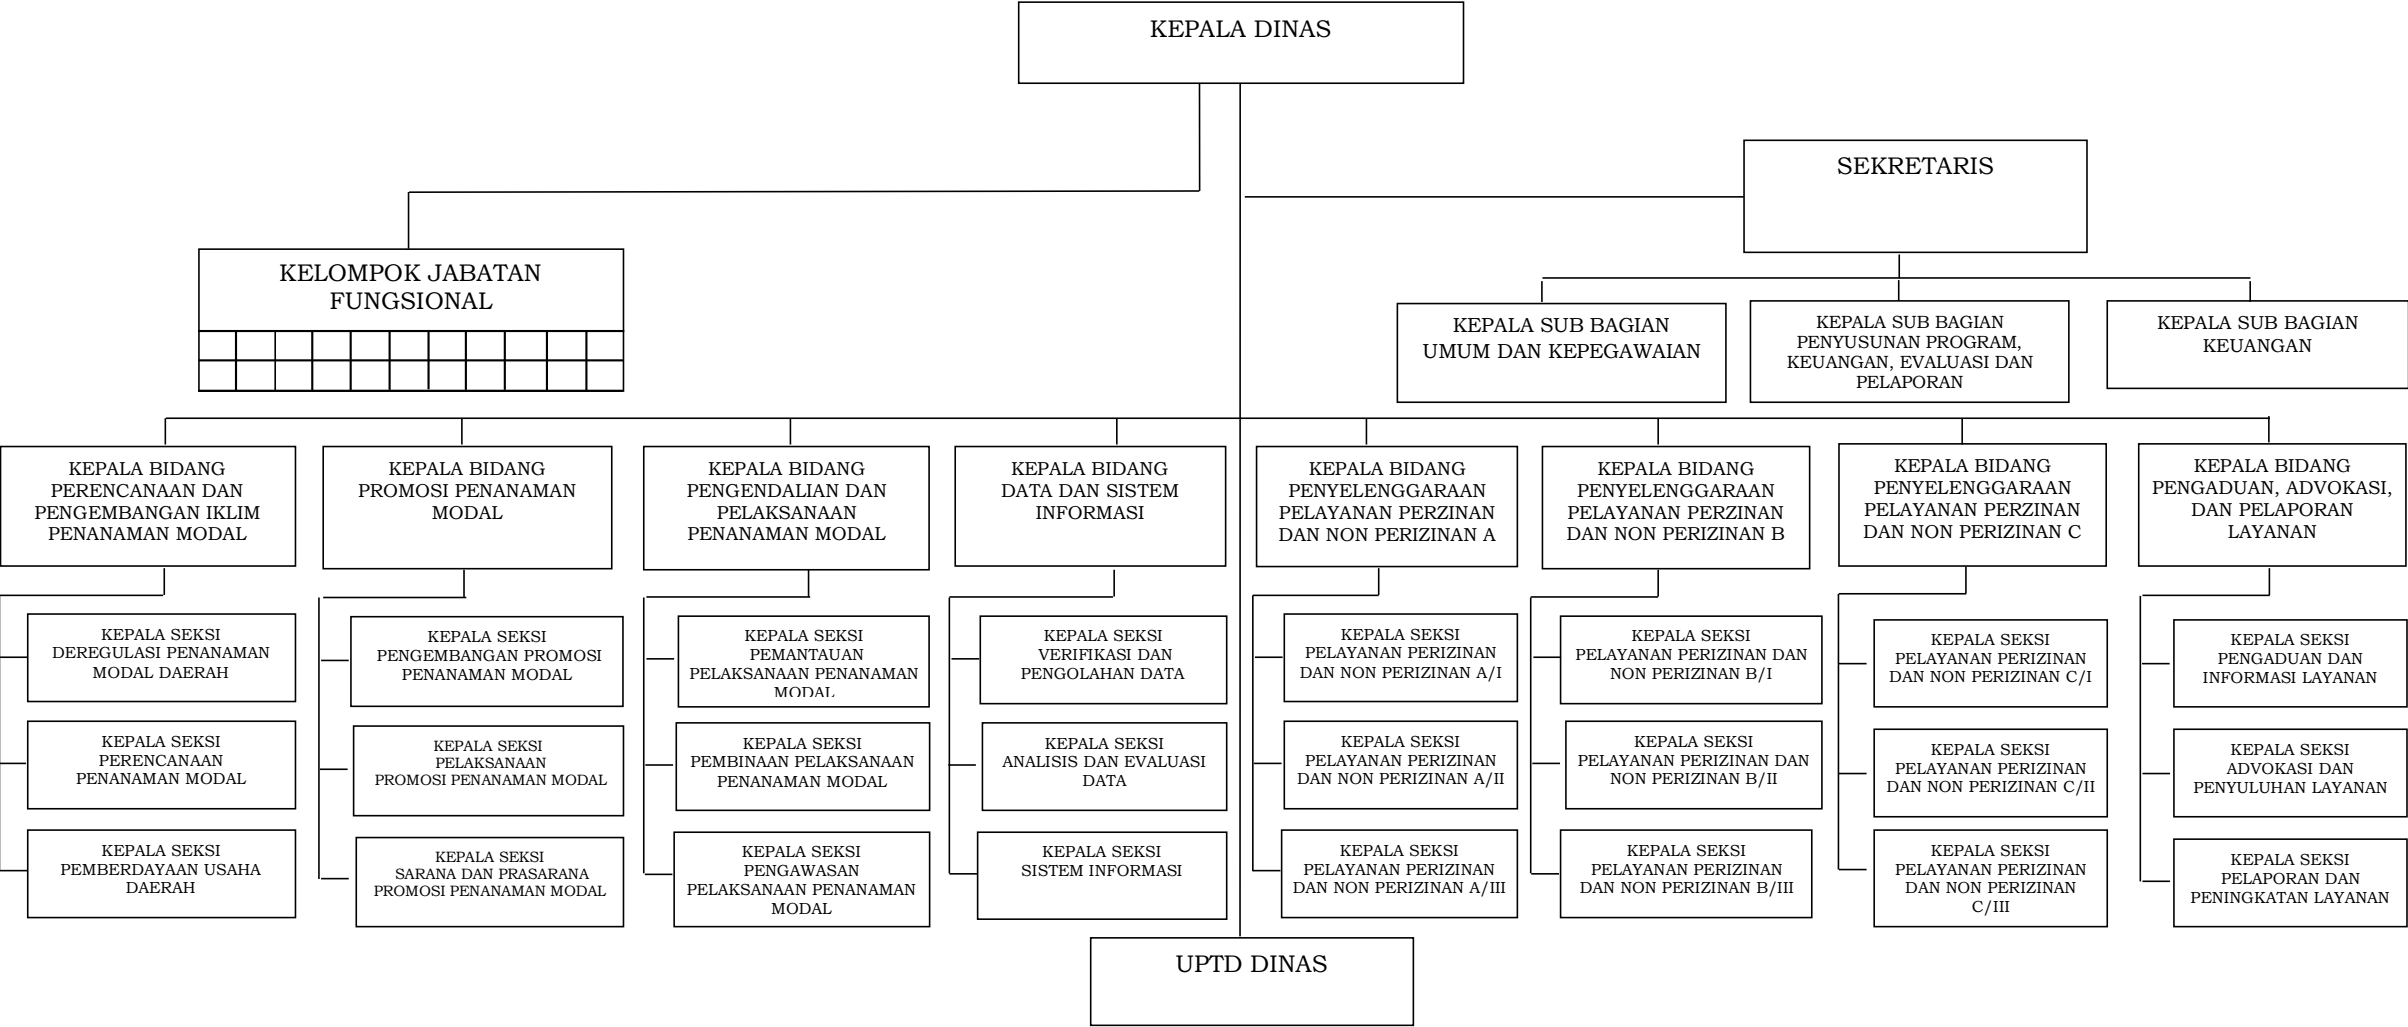 KEPALA DINAS
SEKRETARIS
KELOMPOK JABATAN
FUNGSIONAL
KEPALA SUB BAGIAN
UMUM DAN KEPEGAWAIAN
KEPALA SUB BAGIAN
PENYUSUNAN PROGRAM,
KEUANGAN, EVALUASI DAN
PELAPORAN
KEPALA SUB BAGIAN
KEUANGAN
KEPALA BIDANG
PERENCANAAN DAN
PENGEMBANGAN IKLIM
PENANAMAN MODAL
KEPALA BIDANG
PROMOSI PENANAMAN
MODAL
KEPALA BIDANG
PENGENDALIAN DAN
PELAKSANAAN
PENANAMAN MODAL
KEPALA BIDANG
DATA DAN SISTEM
INFORMASI
KEPALA BIDANG
PENYELENGGARAAN
PELAYANAN PERZINAN
DAN NON PERIZINAN A
KEPALA BIDANG
PENYELENGGARAAN
PELAYANAN PERZINAN
DAN NON PERIZINAN B
KEPALA BIDANG
PENYELENGGARAAN
PELAYANAN PERZINAN
DAN NON PERIZINAN C
KEPALA BIDANG
PENGADUAN, ADVOKASI,
DAN PELAPORAN
LAYANAN
KEPALA SEKSI
DEREGULASI PENANAMAN
MODAL DAERAH
KEPALA SEKSI
PENGEMBANGAN PROMOSI
PENANAMAN MODAL
KEPALA SEKSI
PEMANTAUAN
PELAKSANAAN PENANAMAN
MODAL
KEPALA SEKSI
VERIFIKASI DAN
PENGOLAHAN DATA
KEPALA SEKSI
PELAYANAN PERIZINAN
DAN NON PERIZINAN A/I
KEPALA SEKSI
PELAYANAN PERIZINAN DAN
NON PERIZINAN B/I
KEPALA SEKSI
PELAYANAN PERIZINAN
DAN NON PERIZINAN C/I
KEPALA SEKSI
PENGADUAN DAN
INFORMASI LAYANAN
KEPALA SEKSI
PERENCANAAN
PENANAMAN MODAL
KEPALA SEKSI
PELAKSANAAN
PROMOSI PENANAMAN MODAL
KEPALA SEKSI
PEMBINAAN PELAKSANAAN
PENANAMAN MODAL
KEPALA SEKSI
ANALISIS DAN EVALUASI
DATA
KEPALA SEKSI
PELAYANAN PERIZINAN
DAN NON PERIZINAN A/II
KEPALA SEKSI
PELAYANAN PERIZINAN DAN
NON PERIZINAN B/II
KEPALA SEKSI
PELAYANAN PERIZINAN
DAN NON PERIZINAN C/II
KEPALA SEKSI
ADVOKASI DAN
PENYULUHAN LAYANAN
KEPALA SEKSI
PEMBERDAYAAN USAHA
DAERAH
KEPALA SEKSI
SARANA DAN PRASARANA
PROMOSI PENANAMAN MODAL
KEPALA SEKSI
PENGAWASAN
PELAKSANAAN PENANAMAN
MODAL
KEPALA SEKSI
SISTEM INFORMASI
KEPALA SEKSI
PELAYANAN PERIZINAN
DAN NON PERIZINAN A/III
KEPALA SEKSI
PELAYANAN PERIZINAN
DAN NON PERIZINAN B/III
KEPALA SEKSI
PELAYANAN PERIZINAN
DAN NON PERIZINAN
C/III
KEPALA SEKSI
PELAPORAN DAN
PENINGKATAN LAYANAN
UPTD DINAS